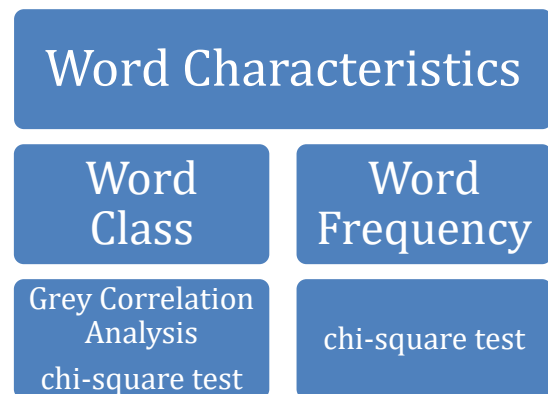 Word Characteristics
Word
Class
Word
Frequency
Grey Correlation
Analysis
chi-square test
chi-square test